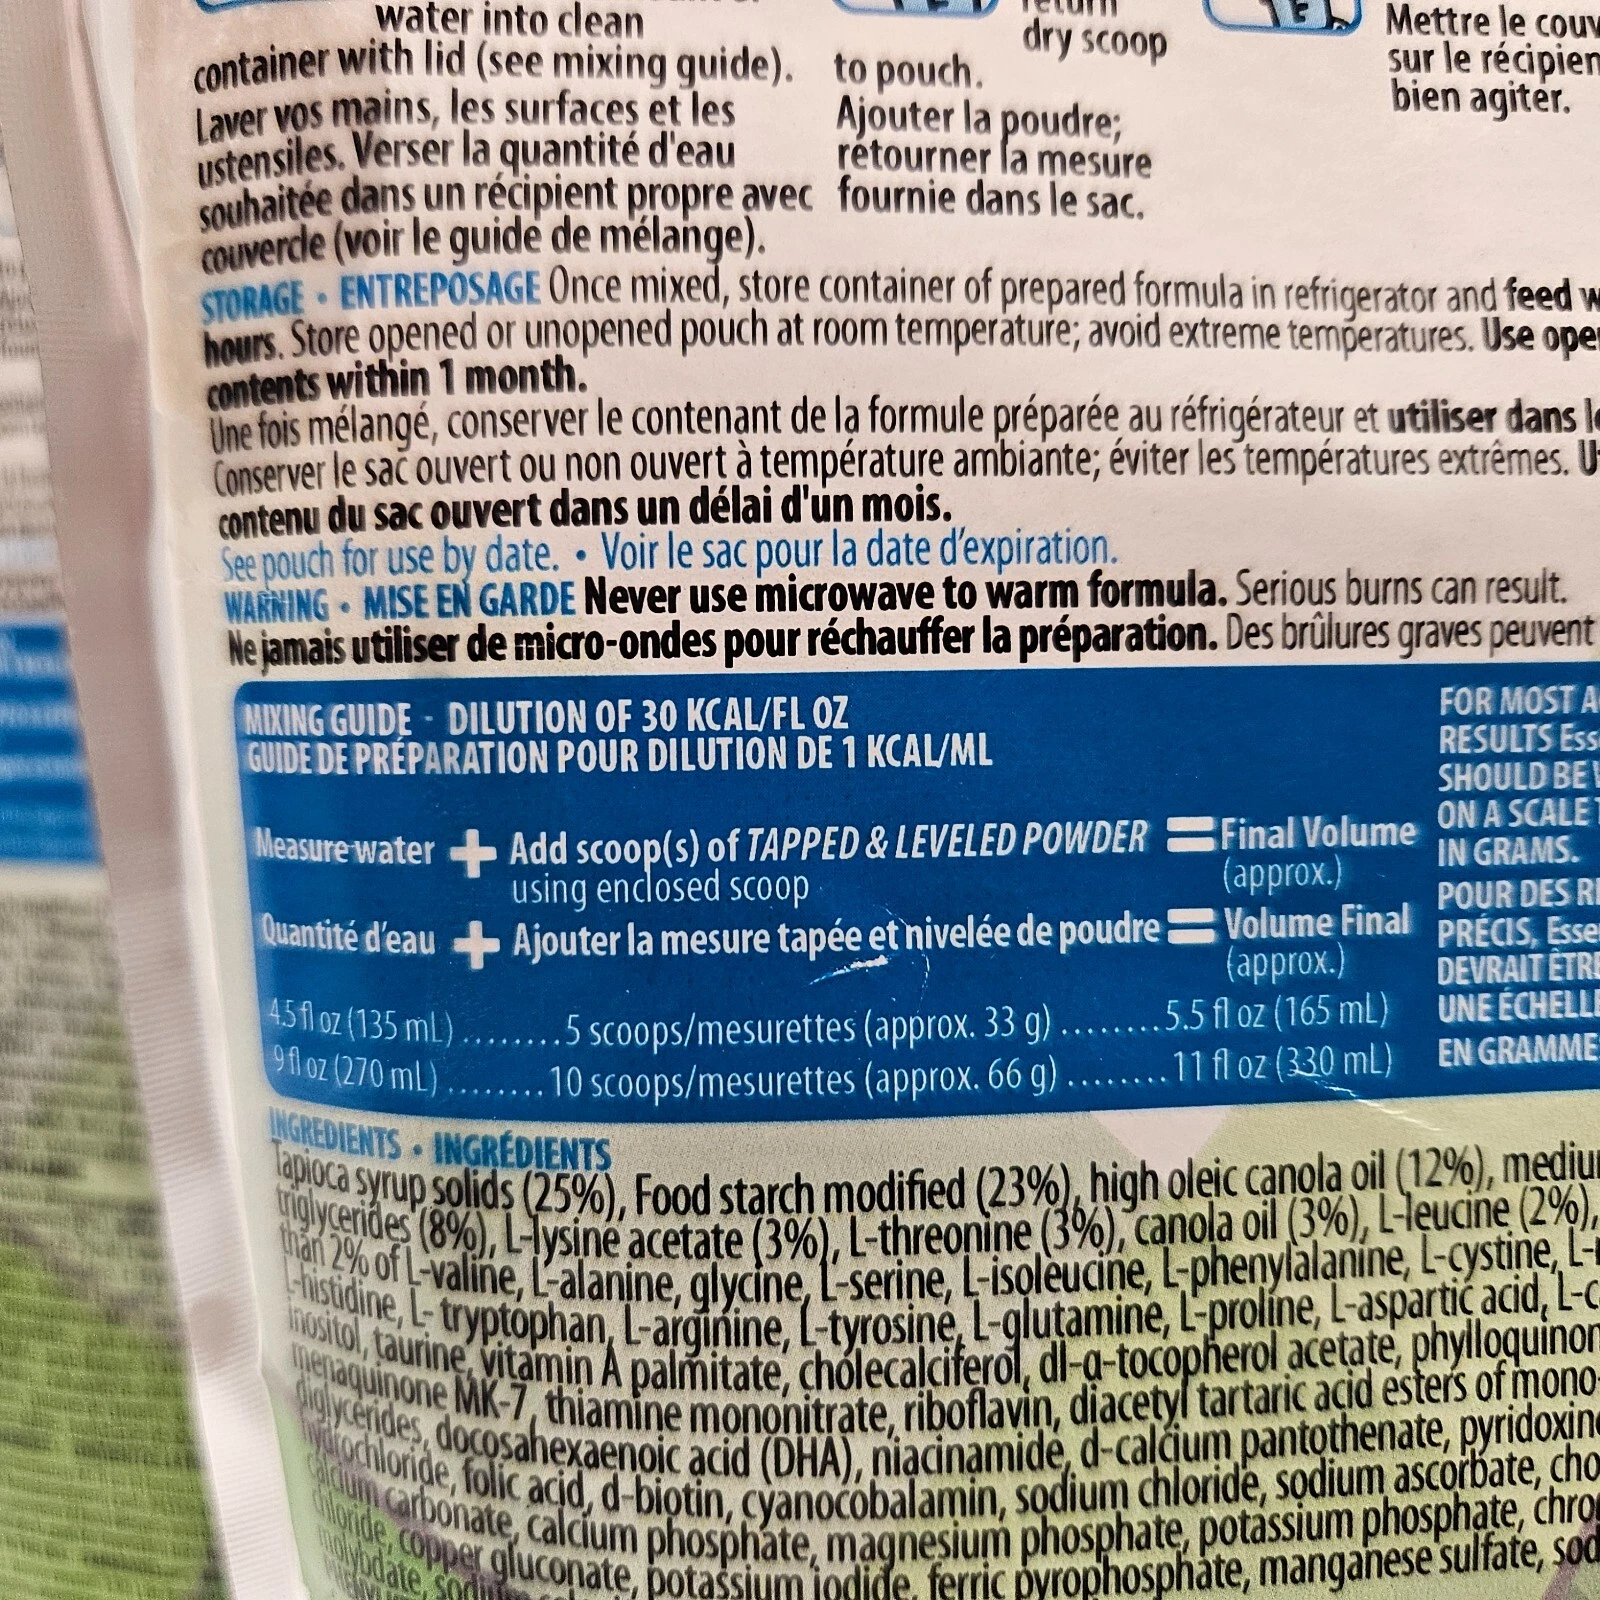 water into clean
container with lid (see mixing guide).
Laver vos mains, les surfaces et les
ustensiles. Verser la quantité d'eau
souhaitée dans un récipient propre avec
couvercle (voir le guide de mélange).
return
dry scoop
to pouch.
Ajouter la poudre;
retourner la mesure
fournie dans le sac.
Mettre le couv
sur le récipien
bien agiter.
STORAGE • ENTREPOSAGE Once mixed, store container of prepared formula in refrigerator and feed w
hours. Store opened or unopened pouch at room temperature; avoid extreme temperatures. Use ope
contents within 1 month.
Une fois mélangé, conserver le contenant de la formule préparée au réfrigérateur et utiliser dans le
Conserver le sac ouvert ou non ouvert à température ambiante; éviter les températures extrêmes. U
contenu du sac ouvert dans un délai d'un mois.
See pouch for use by date. • Voir le sac pour la date d'expiration.
WARNING • MISE EN GARDE Never use microwave to warm formula. Serious burns can result.
Ne jamais utiliser de micro-ondes pour réchauffer la préparation. Des brûlures graves peuvent
MIXING GUIDE - DILUTION OF 30 KCAL/FL OZ
GUIDE DE PRÉPARATION POUR DILUTION DE 1 KCAL/ML
Measure water + Add scoop(s) of TAPPED & LEVELED POWDER = Final Volume
using enclosed scoop (approx.)
Quantité d'eau + Ajouter la mesure tapée et nivelée de poudre = Volume Final
(approx.)
4.5 fl oz (135 mL) ........5 scoops/mesurettes (approx. 33 g) ........5.5 fl oz (165 mL)
9 fl oz (270 mL) ........10 scoops/mesurettes (approx. 66 g) ........11 fl oz (330 mL)
FOR MOST A
RESULTS Ess
SHOULD BE
ON A SCALE
IN GRAMS.
POUR DES R
PRÉCIS, Esse
DEVRAIT ÊTRE
UNE ÉCHELLE
EN GRAMME
INGREDIENTS • INGRÉDIENTS
Tapioca syrup solids (25%), Food starch modified (23%), high oleic canola oil (12%), mediu
triglycerides (8%), L-lysine acetate (3%), L-threonine (3%), canola oil (3%), L-leucine (2%),
than 2% of L-valine, L-alanine, glycine, L-serine, L-isoleucine, L-phenylalanine, L-cystine, L-
L-histidine, L- tryptophan, L-arginine, L-tyrosine, L-glutamine, L-proline, L-aspartic acid, L-c
inositol, taurine, vitamin A palmitate, cholecalciferol, dl-α-tocopherol acetate, phylloquinon
menaquinone MK-7, thiamine mononitrate, riboflavin, diacetyl tartaric acid esters of mono-
diglycerides, docosahexaenoic acid (DHA), niacinamide, d-calcium pantothenate, pyridoxine
hydrochloride, folic acid, d-biotin, cyanocobalamin, sodium chloride, sodium ascorbate, cho
calcium carbonate, calcium phosphate, magnesium phosphate, potassium phosphate, chro
chloride, copper gluconate, potassium iodide, ferric pyrophosphate, manganese sulfate, sod
molybdate,